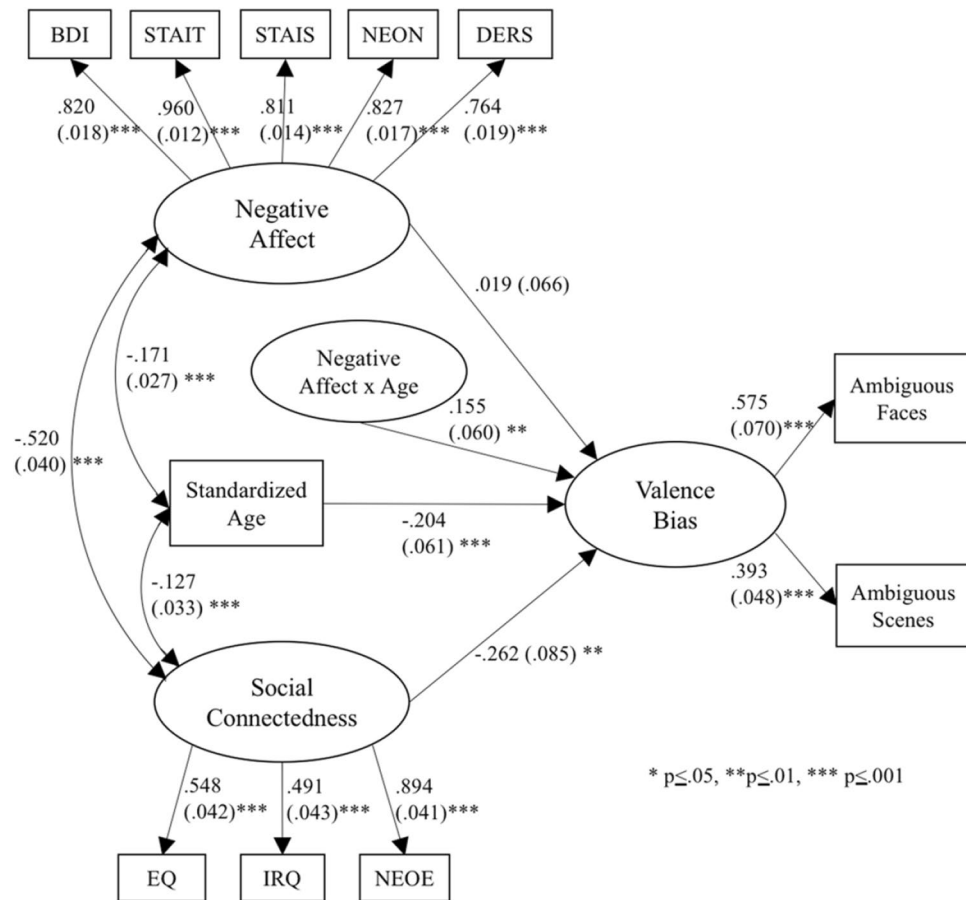 BDI
STAIT
STAIS
NEON
DERS
.820
(.018)***
.960
(.012)***
.811
(.014)***
.827
(.017)***
.764
(.019)***
Negative
Affect
.019 (.066)
-.171
(.027) ***
Negative
Affect x Age
.155
(.060) **
-.520
(.040) ***
Standardized
Age
-.204
(.061) ***
Valence
Bias
.575
(.070)***
Ambiguous
Faces
.393
(.048)***
Ambiguous
Scenes
-.127
(.033) ***
-.262 (.085) **
Social
Connectedness
.548
(.042)***
.491
(.043)***
.894
(.041)***
* p≤.05, **p≤.01, *** p≤.001
EQ
IRQ
NEOE